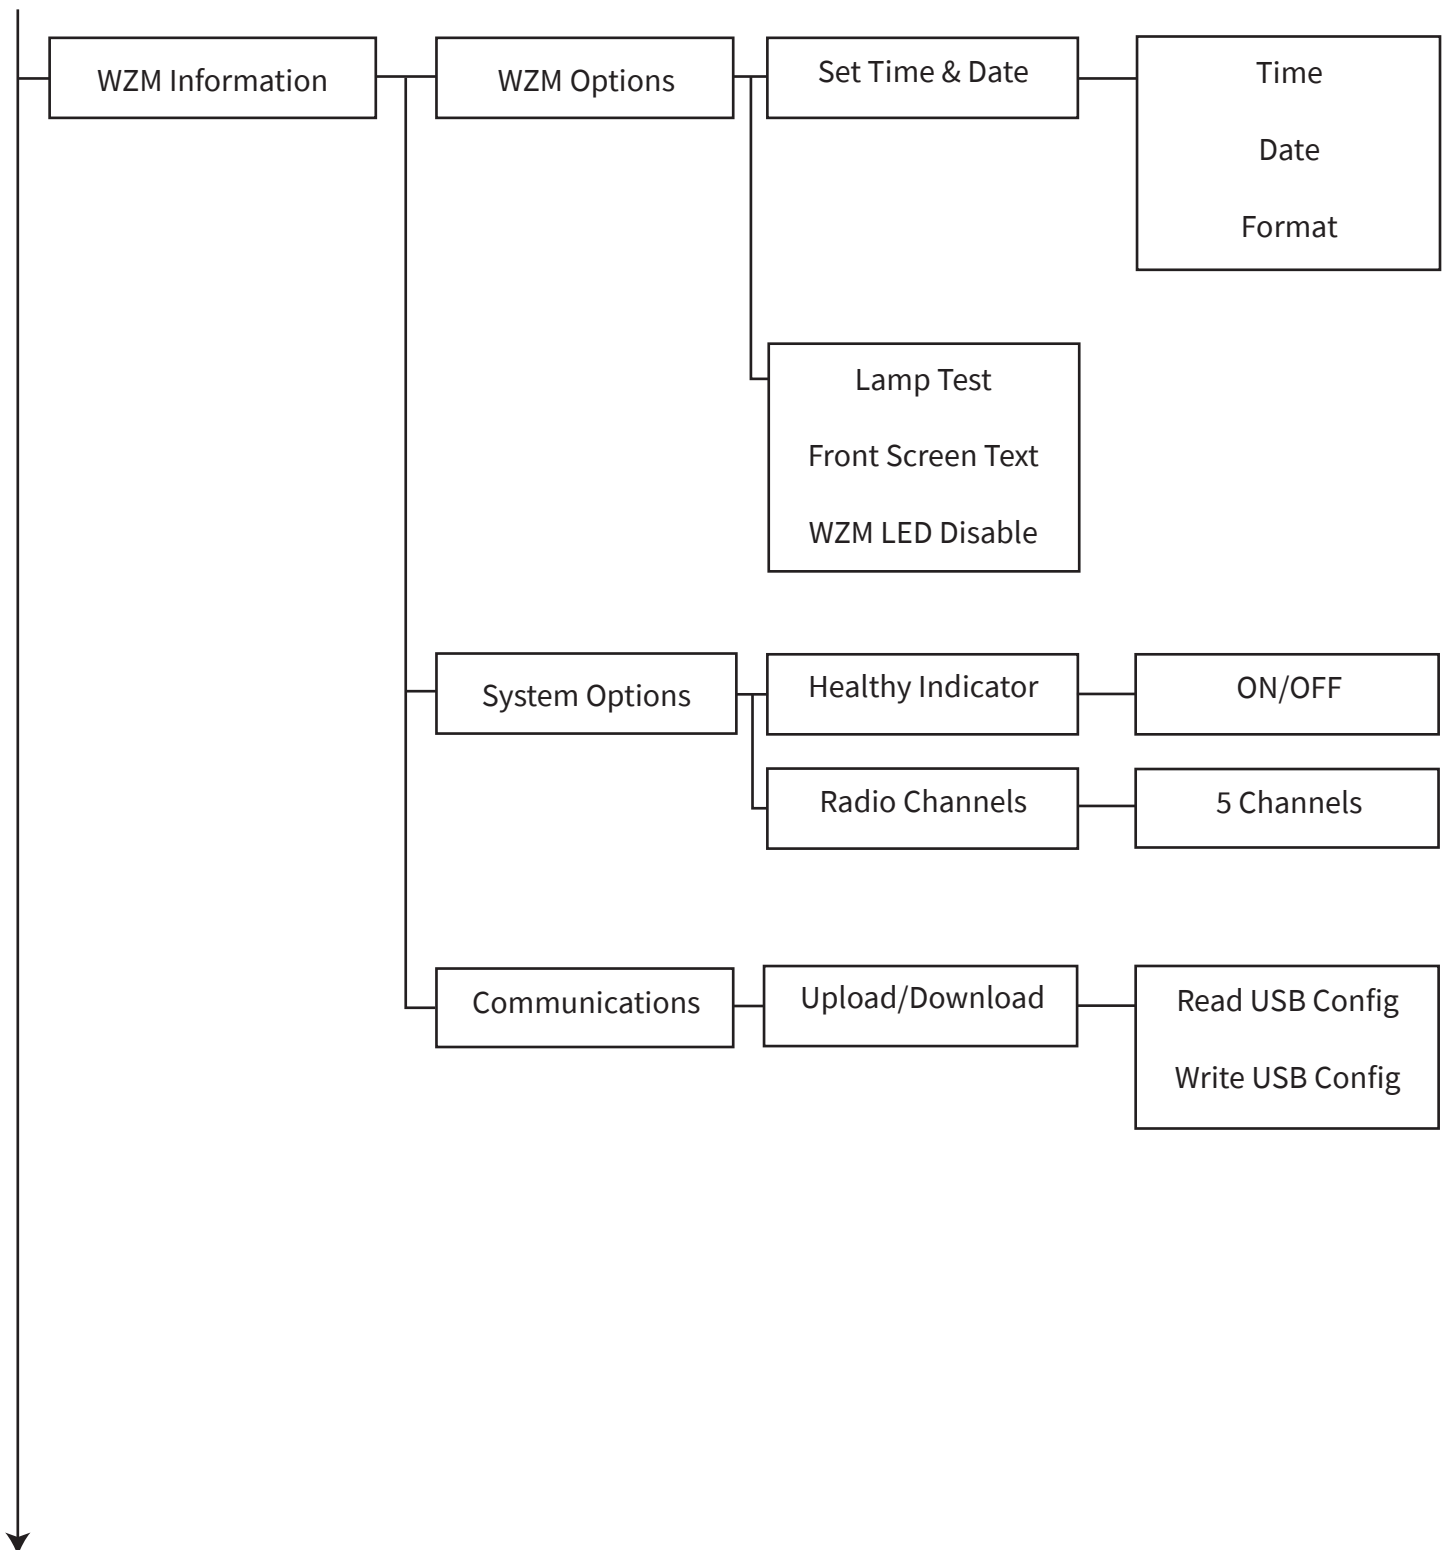 WZM Information
WZM Options
Set Time & Date
Time
Date
Format
Lamp Test
Front Screen Text
WZM LED Disable
System Options
Healthy Indicator
ON/OFF
Radio Channels
5 Channels
Communications
Upload/Download
Read USB Config
Write USB Config